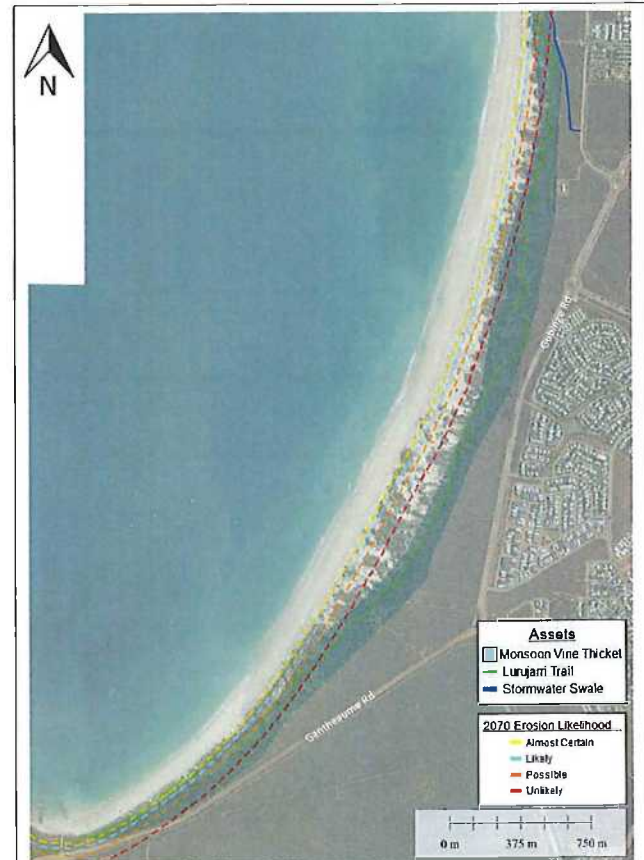 N
Gubinge Rd
Gantheaume Rd
Assets
Monsoon Vine Thicket
Lurujarri Trail
Stormwater Swale
2070 Erosion Likelihood
Almost Certain
Likely
Possible
Unlikely
0 m 375 m 750 m